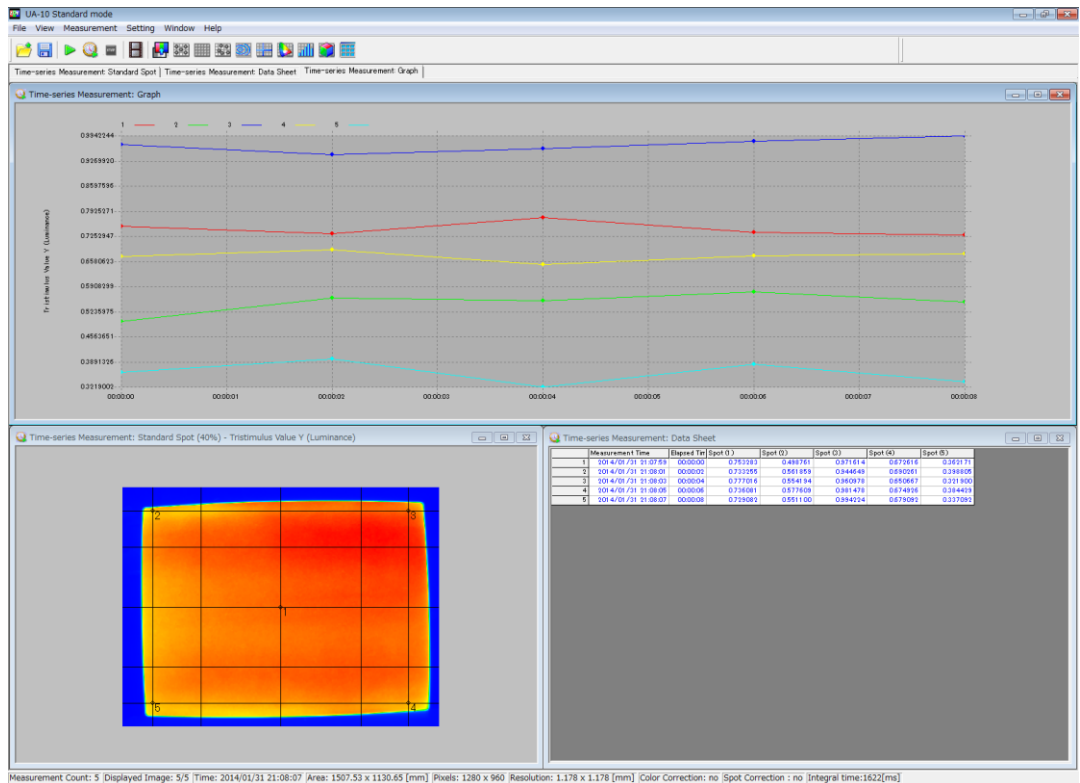 UA-10 Standard mode
File View Measurement Setting Window Help
Time-series Measurement: Standard Spot Time-series Measurement: Data Sheet Time-series Measurement: Graph
Time-series Measurement: Graph
1 2 3 4 5
0.9942244
0.9269920
0.8597596
0.7925271
0.7252947
0.6580623
0.5908299
0.5235975
0.4563651
0.3891326
0.3219002
Tristimulus Value Y (Luminance)
00:00:00 00:00:01 00:00:02 00:00:03 00:00:04 00:00:05 00:00:06 00:00:07 00:00:08
Time-series Measurement: Standard Spot (40%) - Tristimulus Value Y (Luminance)
2 3
1
5 4
Time-series Measurement: Data Sheet
Measurement Time Elapsed Tim Spot (1) Spot (2) Spot (3) Spot (4) Spot (5)
1 2014/01/31 21:07:59 00:00:00 0.753283 0.498761 0.971614 0.672616 0.362171
2 2014/01/31 21:08:01 00:00:02 0.733255 0.561859 0.944649 0.690261 0.398805
3 2014/01/31 21:08:03 00:00:04 0.777016 0.554194 0.960978 0.650667 0.321900
4 2014/01/31 21:08:05 00:00:06 0.736081 0.577609 0.981478 0.674926 0.384429
5 2014/01/31 21:08:07 00:00:08 0.729082 0.551100 0.994224 0.679092 0.337092
Measurement Count: 5 Displayed Image: 5/5 Time: 2014/01/31 21:08:07 Area: 1507.53 x 1130.65 [mm] Pixels: 1280 x 960 Resolution: 1.178 x 1.178 [mm] Color Correction: no Spot Correction : no Integral time:1622[ms]